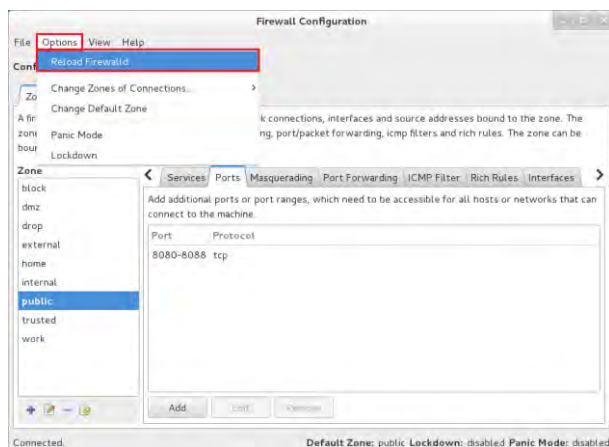 Firewall Configuration
File Options View Help
Conf
Reload Firewalld
Zo
Change Zones of Connections...
Change Default Zone
Panic Mode
Lockdown
A fir
k connections, interfaces and source addresses bound to the zone. The
zon
ng, port/packet forwarding, icmp filters and rich rules. The zone can be
bour
Zone
Services Ports Masquerading Port Forwarding ICMP Filter Rich Rules Interfaces
block
dmz
drop
external
home
internal
public
trusted
work
Add additional ports or port ranges, which need to be accessible for all hosts or networks that can
connect to the machine.
Port Protocol
8080-8088 tcp
Add Edit Remove
Connected.
Default Zone: public Lockdown: disabled Panic Mode: disabled